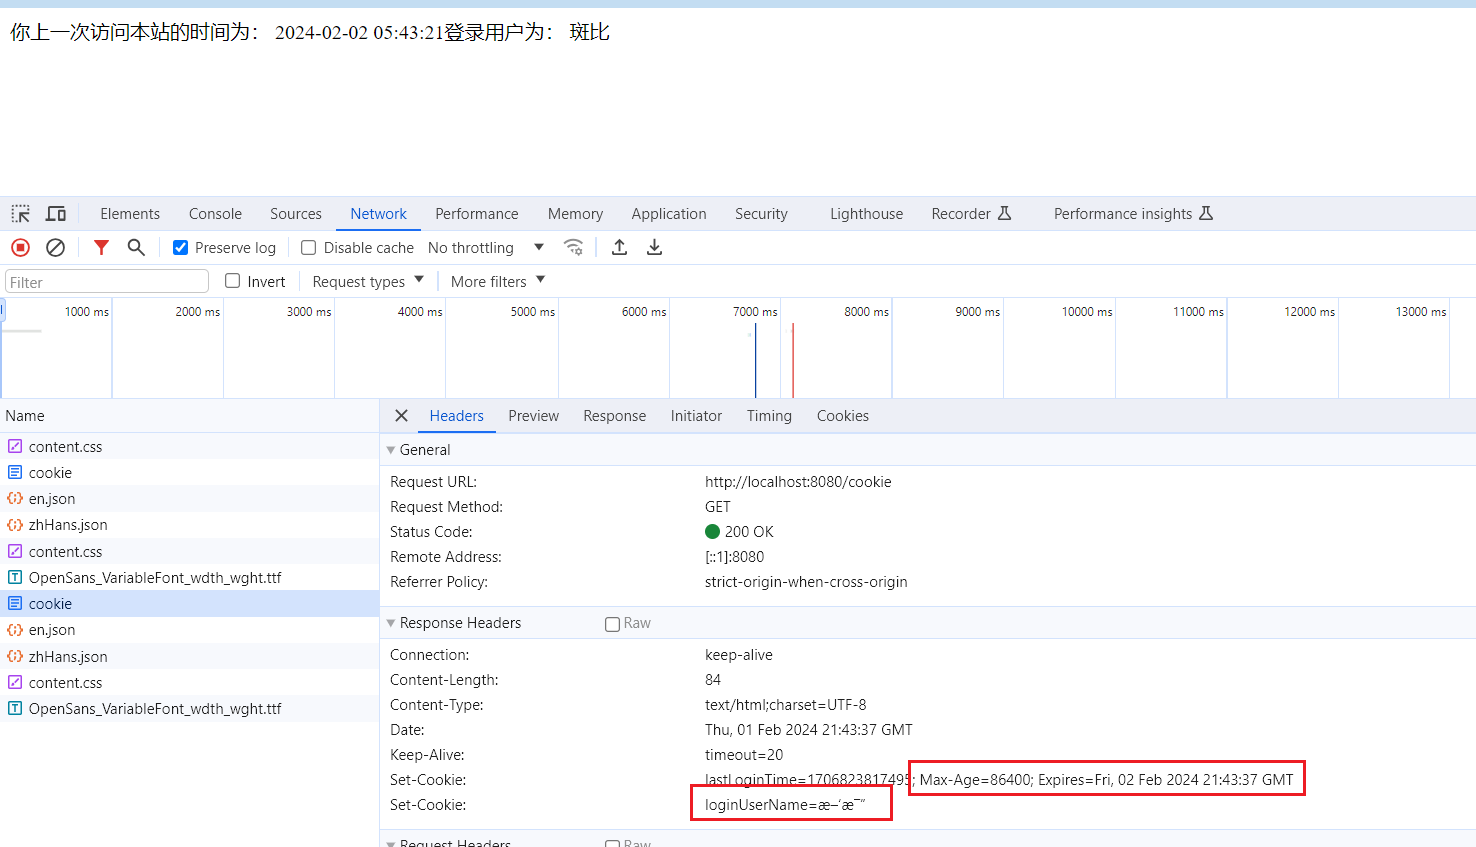 你上一次访问本站的时间为： 2024-02-02 05:43:21登录用户为： 斑比
Elements Console Sources Network Performance Memory Application Security Lighthouse Recorder Performance insights
Preserve log Disable cache No throttling
Filter Invert Request types More filters
1000 ms 2000 ms 3000 ms 4000 ms 5000 ms 6000 ms 7000 ms 8000 ms 9000 ms 10000 ms 11000 ms 12000 ms 13000 ms
Name
content.css
cookie
en.json
zhHans.json
content.css
OpenSans_VariableFont_wdth_wght.ttf
cookie
en.json
zhHans.json
content.css
OpenSans_VariableFont_wdth_wght.ttf
Headers Preview Response Initiator Timing Cookies
General
Request URL: http://localhost:8080/cookie
Request Method: GET
Status Code: 200 OK
Remote Address: [::1]:8080
Referrer Policy: strict-origin-when-cross-origin
Response Headers Raw
Connection: keep-alive
Content-Length: 84
Content-Type: text/html;charset=UTF-8
Date: Thu, 01 Feb 2024 21:43:37 GMT
Keep-Alive: timeout=20
Set-Cookie: lastLoginTime=1706823817495; Max-Age=86400; Expires=Fri, 02 Feb 2024 21:43:37 GMT
Set-Cookie: loginUserName=æ–‘æ¯”
Request Headers Raw